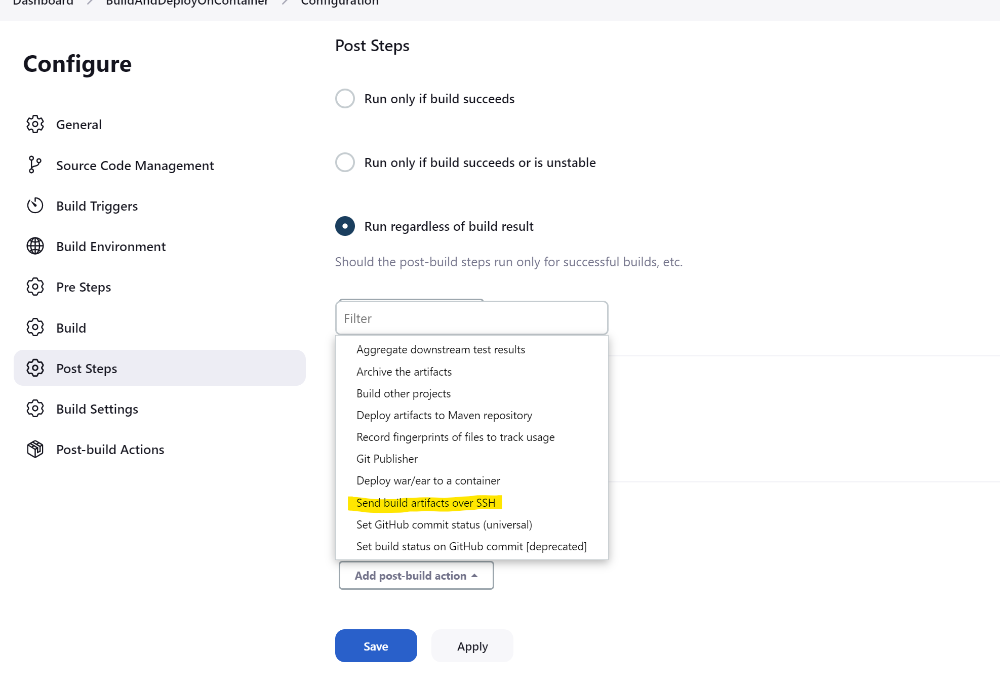 Dashboard / BuildAndDeployOnContainer / Configuration
Configure
General
Source Code Management
Build Triggers
Build Environment
Pre Steps
Build
Post Steps
Build Settings
Post-build Actions
Post Steps
Run only if build succeeds
Run only if build succeeds or is unstable
Run regardless of build result
Should the post-build steps run only for successful builds, etc.
Filter
Aggregate downstream test results
Archive the artifacts
Build other projects
Deploy artifacts to Maven repository
Record fingerprints of files to track usage
Git Publisher
Deploy war/ear to a container
Send build artifacts over SSH
Set GitHub commit status (universal)
Set build status on GitHub commit [deprecated]
Add post-build action
Save
Apply